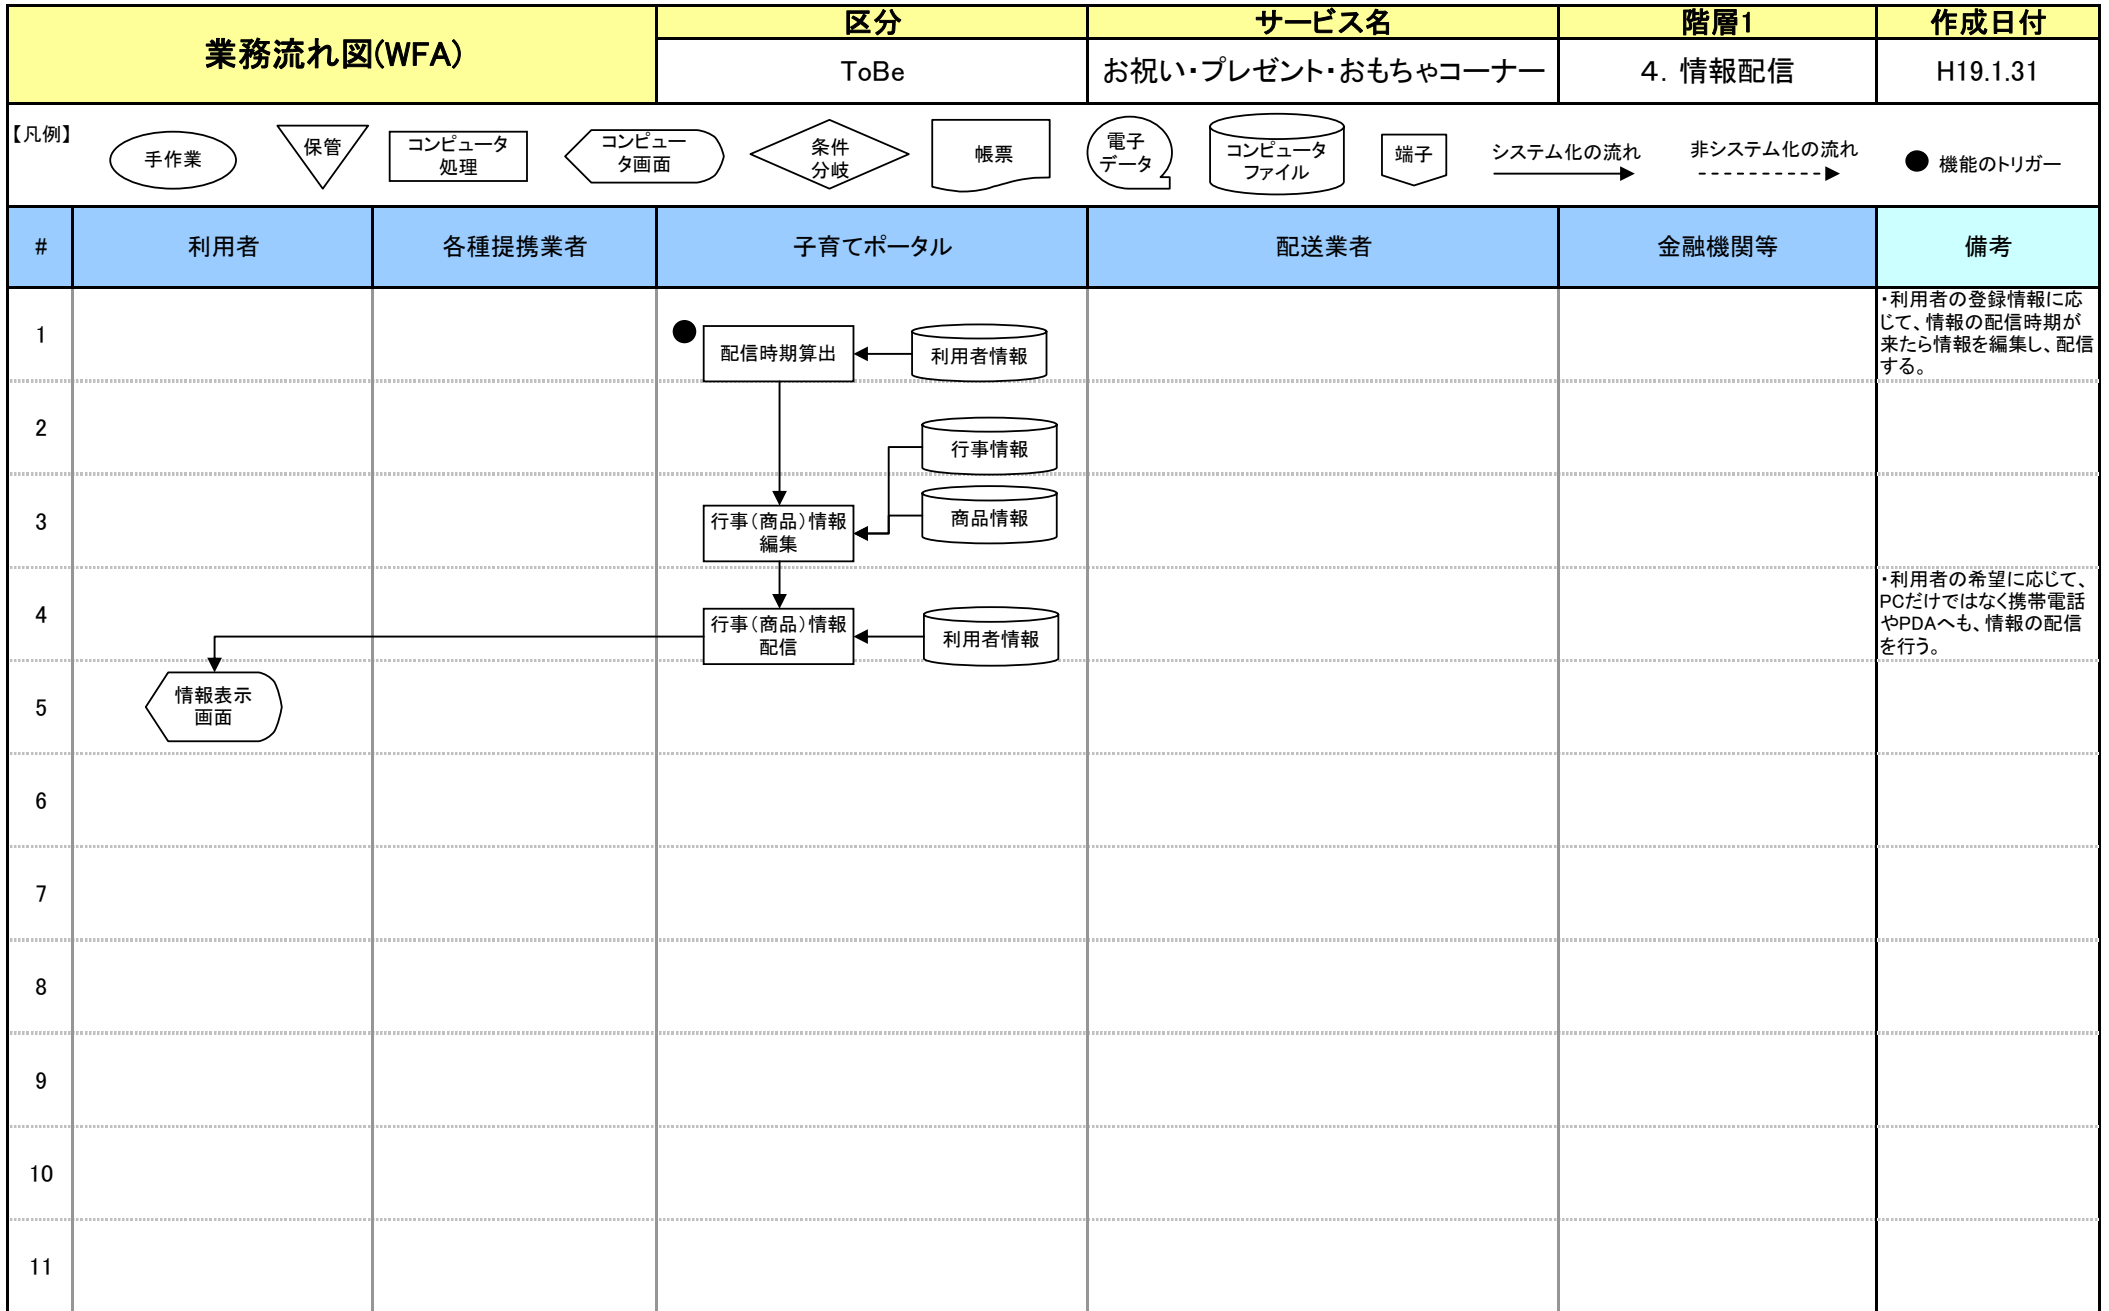 業務流れ図(WFA)
区分
サービス名
階層1
作成日付
ToBe
お祝い・プレゼント・おもちゃコーナー
4．情報配信
H19.1.31
【凡例】
手作業
保管
コンピュータ
処理
コンピュー
タ画面
条件
分岐
帳票
電子
データ
コンピュータ
ファイル
端子
システム化の流れ
非システム化の流れ
機能のトリガー
#
利用者
各種提携業者
子育てポータル
配送業者
金融機関等
備考
1
配信時期算出
利用者情報
・利用者の登録情報に応
じて、情報の配信時期が
来たら情報を編集し、配信
する。
2
行事情報
3
行事（商品）情報
編集
商品情報
4
行事（商品）情報
配信
利用者情報
・利用者の希望に応じて、
PCだけではなく携帯電話
やPDAへも、情報の配信
を行う。
5
情報表示
画面
6
7
8
9
10
11